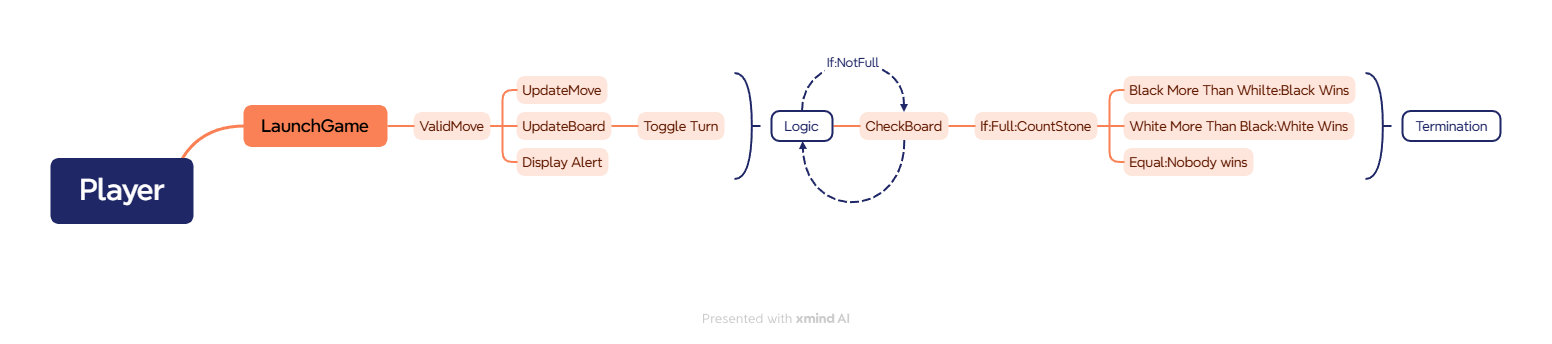 Player
LaunchGame
ValidMove
UpdateMove
UpdateBoard
Display Alert
Toggle Turn
Logic
If:NotFull
CheckBoard
If:Full:CountStone
Black More Than Whilte:Black Wins
White More Than Black:White Wins
Equal:Nobody wins
Termination
Presented with xmind AI